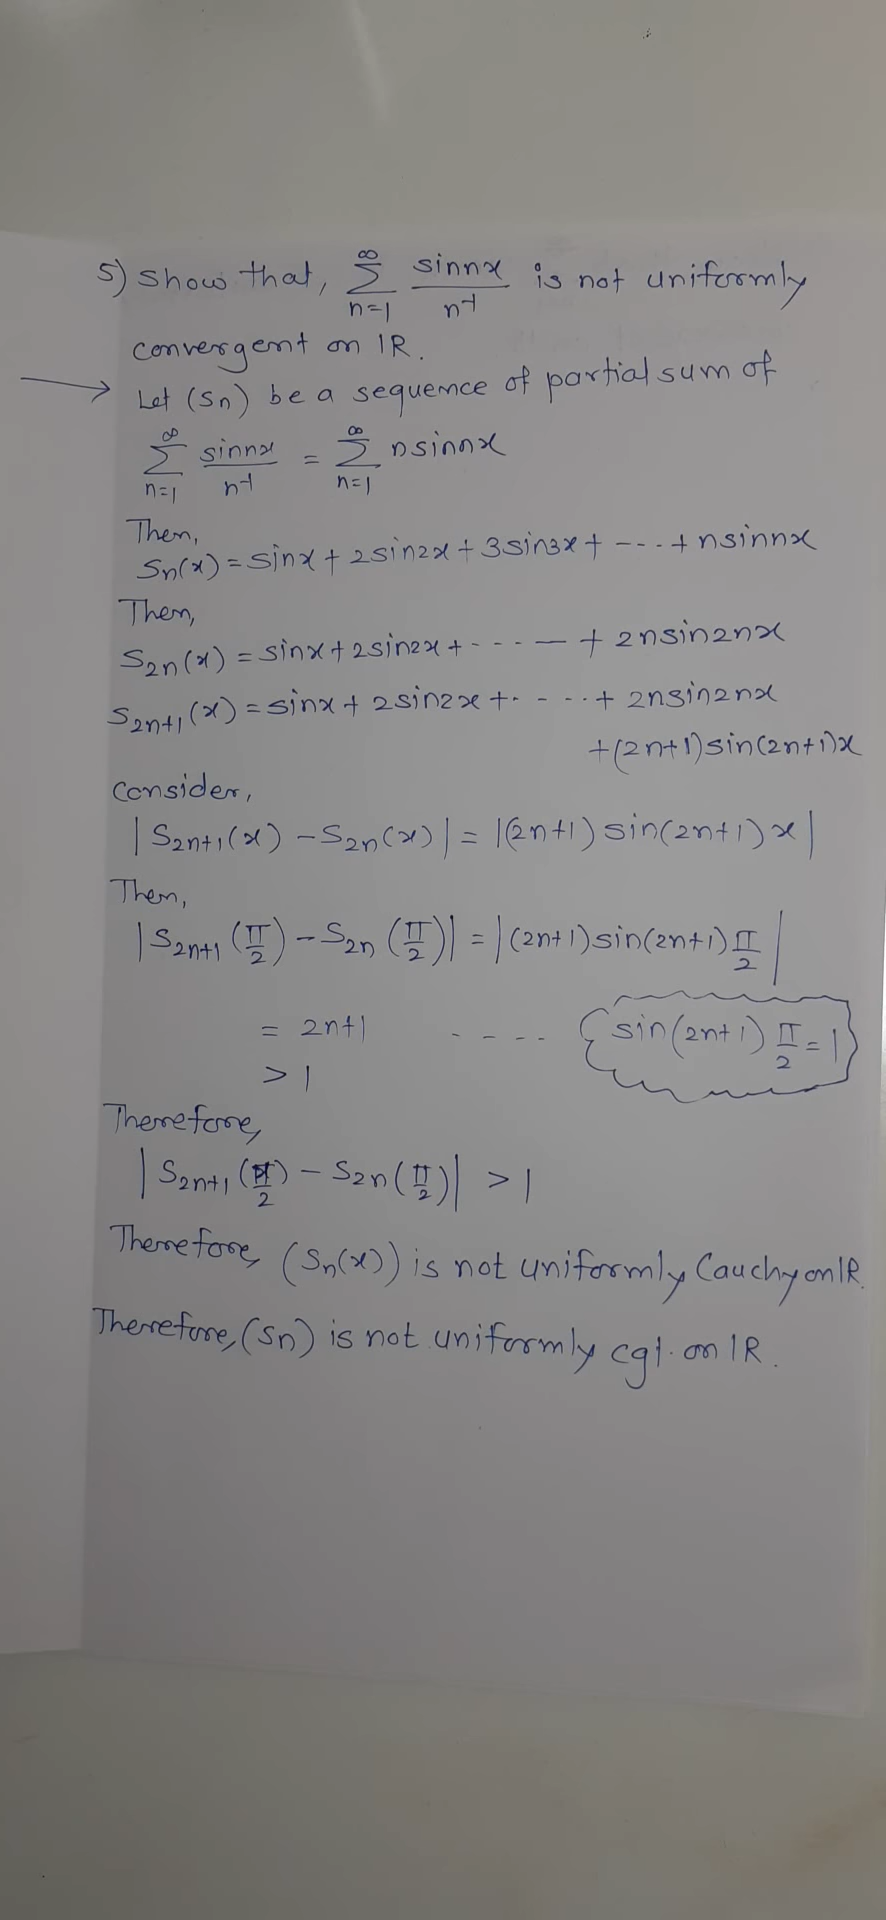 5) Show that, ∞∑n=1 sinnx/n⁻¹ is not uniformly
convergent on IR.
→ Let (Sn) be a sequence of partial sum of
∞∑n=1 sinnx/n⁻¹ = ∞∑n=1 nsinnx
Then,
Sn(x) = sinx + 2sin2x + 3sin3x + ---- + nsinnx
Then,
S2n(x) = sinx + 2sin2x + - - - — + 2nsin2nx
S2n+1(x) = sinx + 2sin2x + - - - - + 2nsin2nx
+(2n+1)sin(2n+1)x
Consider,
|S2n+1(x) - S2n(x)| = |(2n+1) sin(2n+1)x|
Then,
|S2n+1(π/2) - S2n(π/2)| = |(2n+1)sin(2n+1)π/2|
= 2n+1 - - - - {sin(2n+1)π/2 = 1}
> 1
Therefore,
|S2n+1(π/2) - S2n(π/2)| > 1
Therefore, (Sn(x)) is not uniformly Cauchy on IR.
Therefore, (Sn) is not uniformly cgt. on IR.